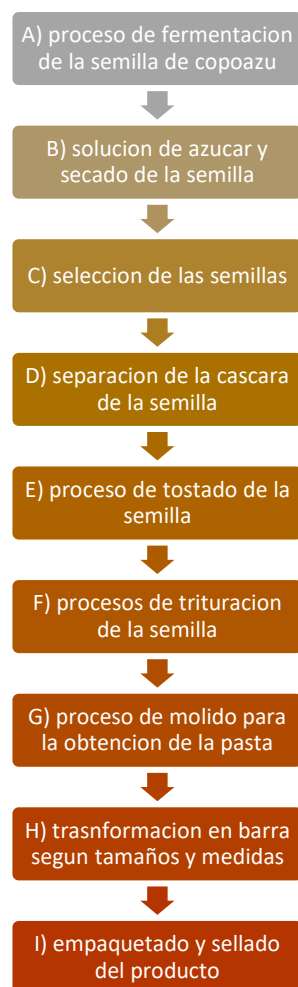 A) proceso de fermentacion
de la semilla de copoazu
B) solucion de azucar y
secado de la semilla
C) seleccion de las semillas
D) separacion de la cascara
de la semilla
E) proceso de tostado de la
semilla
F) procesos de trituracion
de la semilla
G) proceso de molido para
la obtencion de la pasta
H) trasnformacion en barra
segun tamaños y medidas
I) empaquetado y sellado
del producto